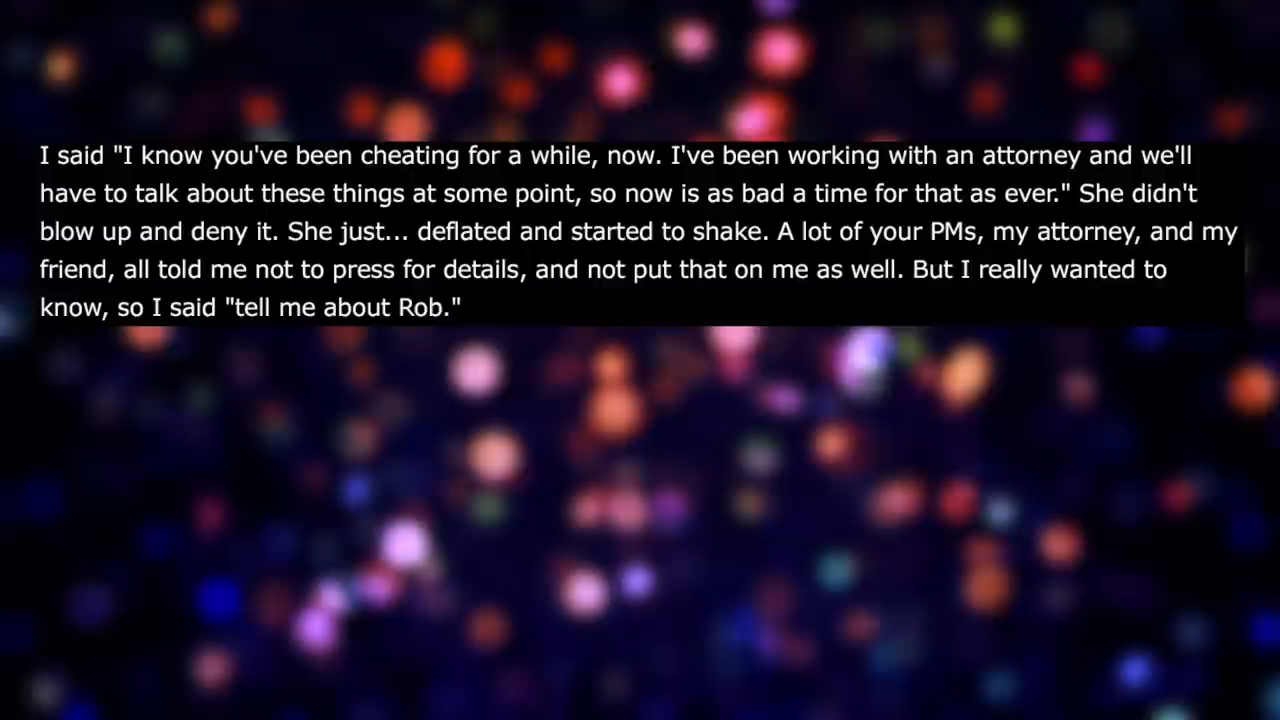 I said "I know you've been cheating for a while, now. I've been working with an attorney and we'll
have to talk about these things at some point, so now is as bad a time for that as ever." She didn't
blow up and deny it. She just... deflated and started to shake. A lot of your PMs, my attorney, and my
friend, all told me not to press for details, and not put that on me as well. But I really wanted to
know, so I said "tell me about Rob."